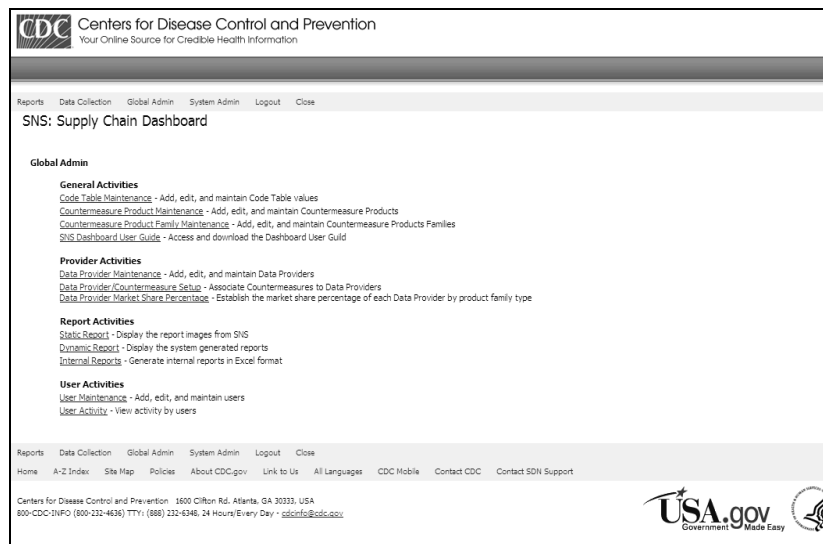 CDC Centers for Disease Control and Prevention
Your Online Source for Credible Health Information
Reports Data Collection Global Admin System Admin Logout Close
SNS: Supply Chain Dashboard
Global Admin
General Activities
Code Table Maintenance - Add, edit, and maintain Code Table values
Countermeasure Product Maintenance - Add, edit, and maintain Countermeasure Products
Countermeasure Product Family Maintenance - Add, edit, and maintain Countermeasure Products Families
SNS Dashboard User Guide - Access and download the Dashboard User Guild
Provider Activities
Data Provider Maintenance - Add, edit, and maintain Data Providers
Data Provider/Countermeasure Setup - Associate Countermeasures to Data Providers
Data Provider Market Share Percentage - Establish the market share percentage of each Data Provider by product family type
Report Activities
Static Report - Display the report images from SNS
Dynamic Report - Display the system generated reports
Internal Reports - Generate internal reports in Excel format
User Activities
User Maintenance - Add, edit, and maintain users
User Activity - View activity by users
Reports Data Collection Global Admin System Admin Logout Close
Home A-Z Index Site Map Policies About CDC.gov Link to Us All Languages CDC Mobile Contact CDC Contact SDN Support
Centers for Disease Control and Prevention 1600 Clifton Rd. Atlanta, GA 30333, USA
800-CDC-INFO (800-232-4636) TTY: (888) 232-6348, 24 Hours/Every Day - cdcinfo@cdc.gov
USA.gov
Government Made Easy